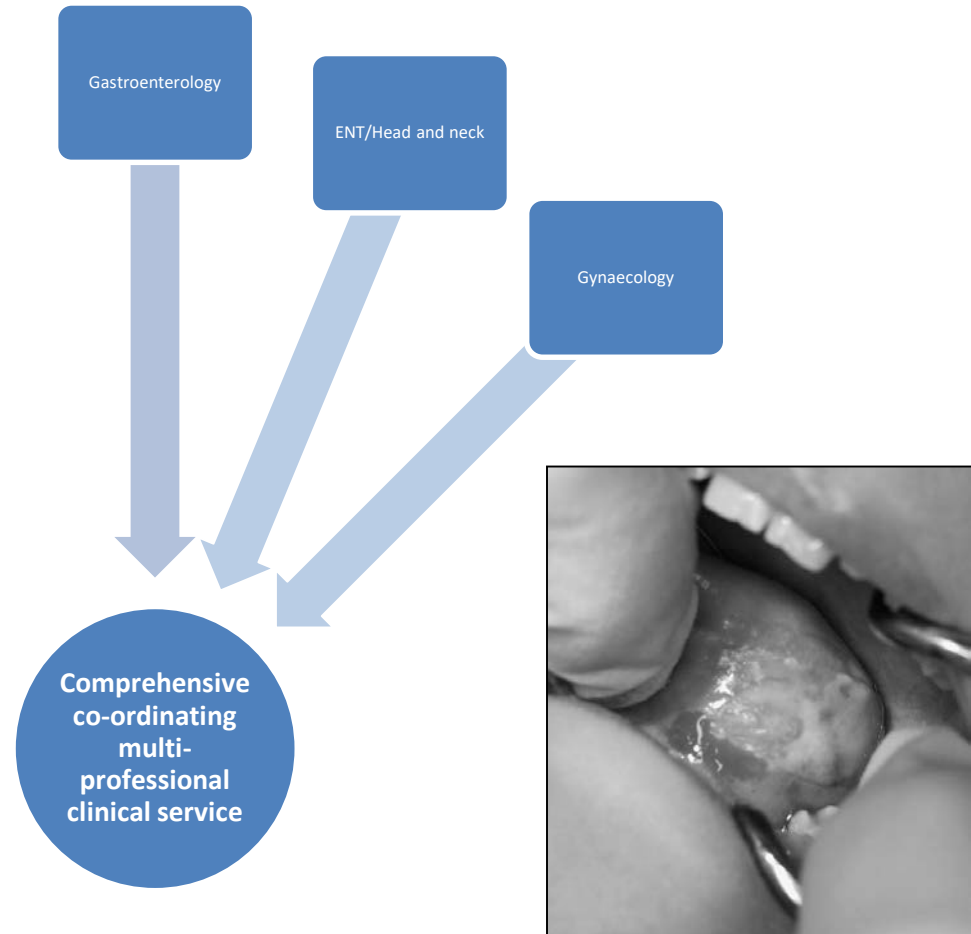 Gastroenterology
ENT/Head and neck
Gynaecology
Comprehensive
co-ordinating
multi-
professional
clinical service